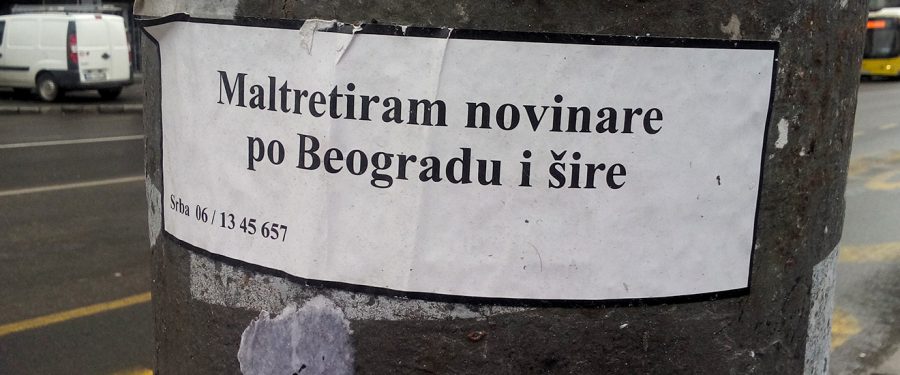 Maltretiram novinare
po Beogradu i šire
Srba 06 / 13 45 657